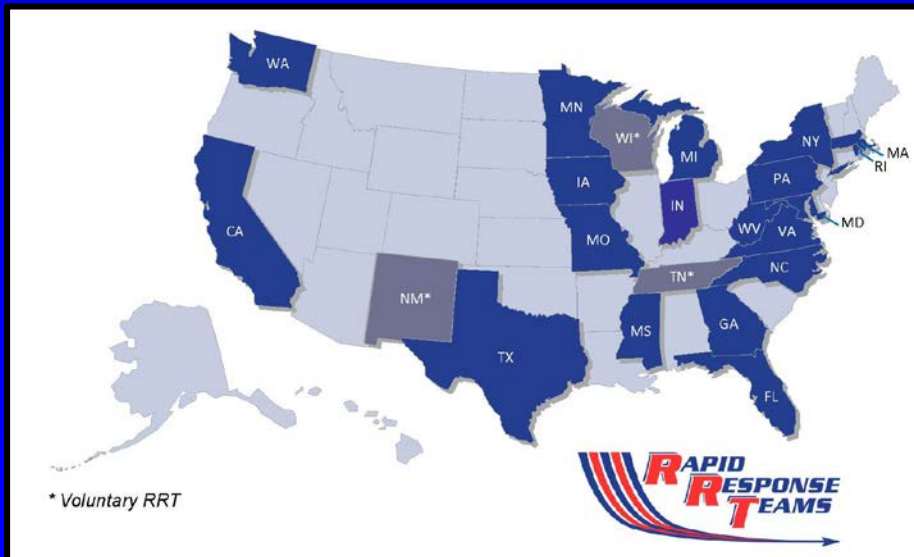 WA
MN
NY
WI*
MI
MA
RI
PA
IA
IN
MD
CA
WV
VA
MO
NC
TN*
NM*
MS
GA
TX
FL
RAPID
RESPONSE
TEAMS
* Voluntary RRT